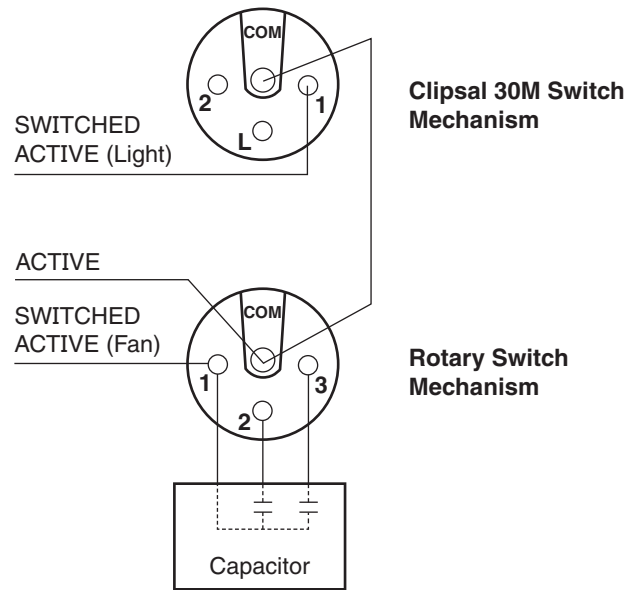 COM
2
1
L
Clipsal 30M Switch
Mechanism
SWITCHED
ACTIVE (Light)
ACTIVE
SWITCHED
ACTIVE (Fan)
COM
1
3
2
Rotary Switch
Mechanism
Capacitor